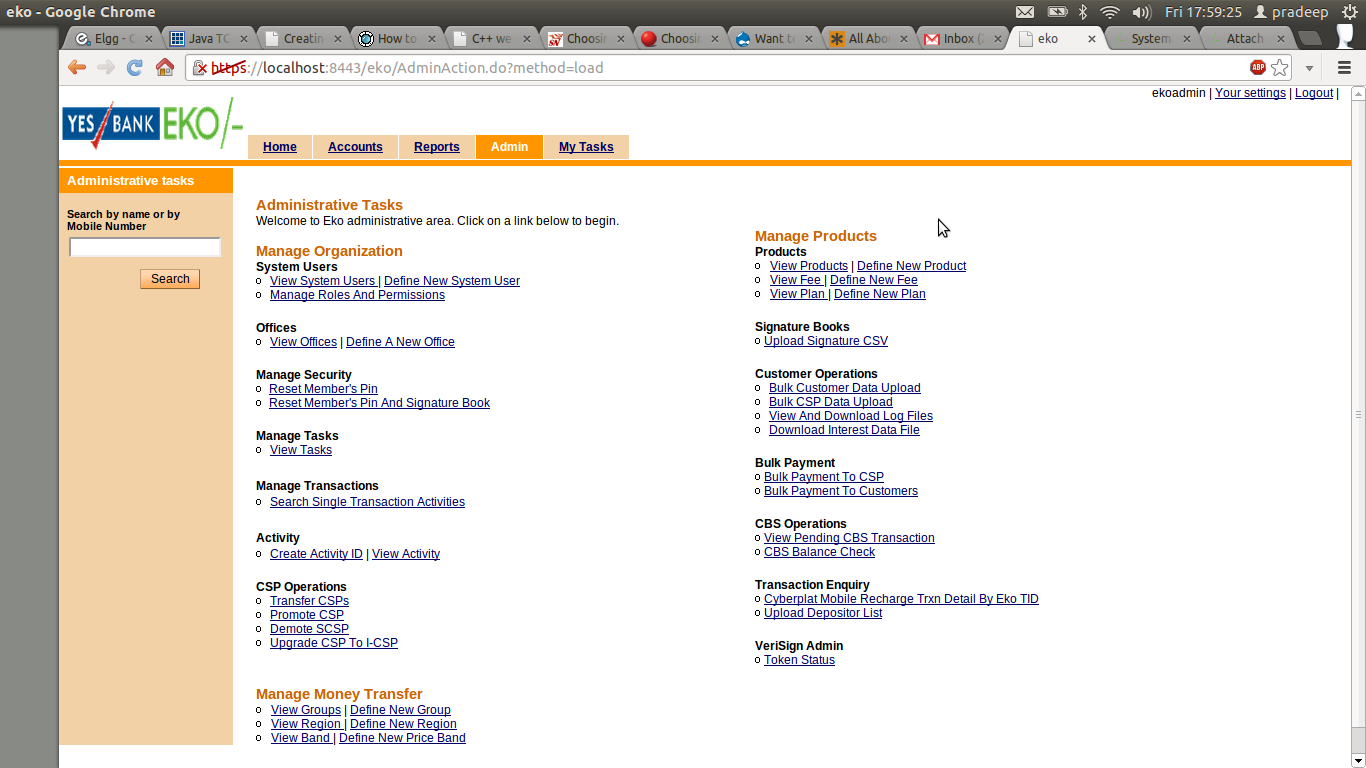 eko - Google Chrome
Fri 17:59:25 pradeep
Elgg - C
Java TC
Creatin
How to
C++ we
Choosin
Choosin
Want t
All Abo
Inbox (2
eko
System
Attach
https://localhost:8443/eko/AdminAction.do?method=load
ABP
ekoadmin | Your settings | Logout |
YES BANK EKO/-
Home Accounts Reports Admin My Tasks
Administrative tasks
Search by name or by
Mobile Number
Search
Administrative Tasks
Welcome to Eko administrative area. Click on a link below to begin.
Manage Organization
System Users
View System Users | Define New System User
Manage Roles And Permissions
Offices
View Offices | Define A New Office
Manage Security
Reset Member's Pin
Reset Member's Pin And Signature Book
Manage Tasks
View Tasks
Manage Transactions
Search Single Transaction Activities
Activity
Create Activity ID | View Activity
CSP Operations
Transfer CSPs
Promote CSP
Demote SCSP
Upgrade CSP To I-CSP
Manage Money Transfer
View Groups | Define New Group
View Region | Define New Region
View Band | Define New Price Band
Manage Products
Products
View Products | Define New Product
View Fee | Define New Fee
View Plan | Define New Plan
Signature Books
Upload Signature CSV
Customer Operations
Bulk Customer Data Upload
Bulk CSP Data Upload
View And Download Log Files
Download Interest Data File
Bulk Payment
Bulk Payment To CSP
Bulk Payment To Customers
CBS Operations
View Pending CBS Transaction
CBS Balance Check
Transaction Enquiry
Cyberplat Mobile Recharge Trxn Detail By Eko TID
Upload Depositor List
VeriSign Admin
Token Status